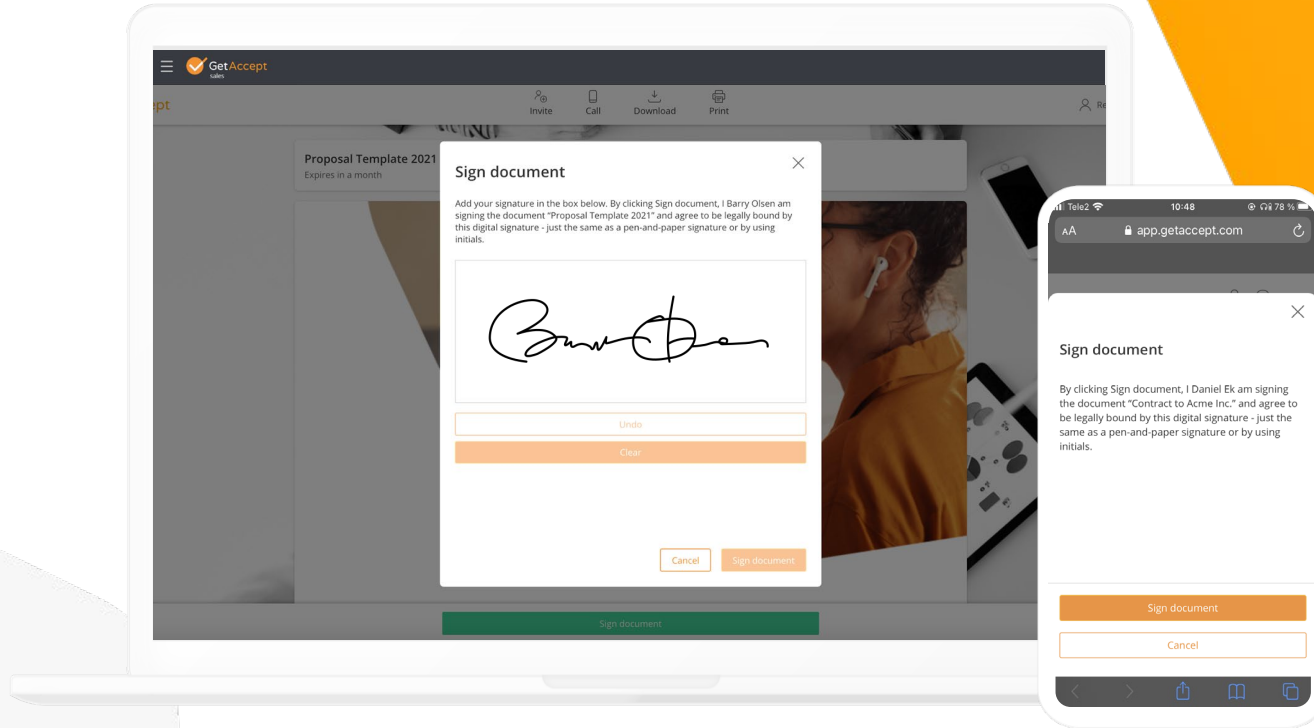 GetAccept
sales
ept
Invite
Call
Download
Print
Re
Proposal Template 2021
Expires in a month
Sign document
Add your signature in the box below. By clicking Sign document, I Barry Olsen am
signing the document “Proposal Template 2021” and agree to be legally bound by
this digital signature - just the same as a pen-and-paper signature or by using
initials.
Undo
Clear
Cancel
Sign document
Sign document
Tele2
10:48
78 %
AA
app.getaccept.com
Sign document
By clicking Sign document, I Daniel Ek am signing
the document “Contract to Acme Inc.” and agree to
be legally bound by this digital signature - just the
same as a pen-and-paper signature or by using
initials.
Sign document
Cancel